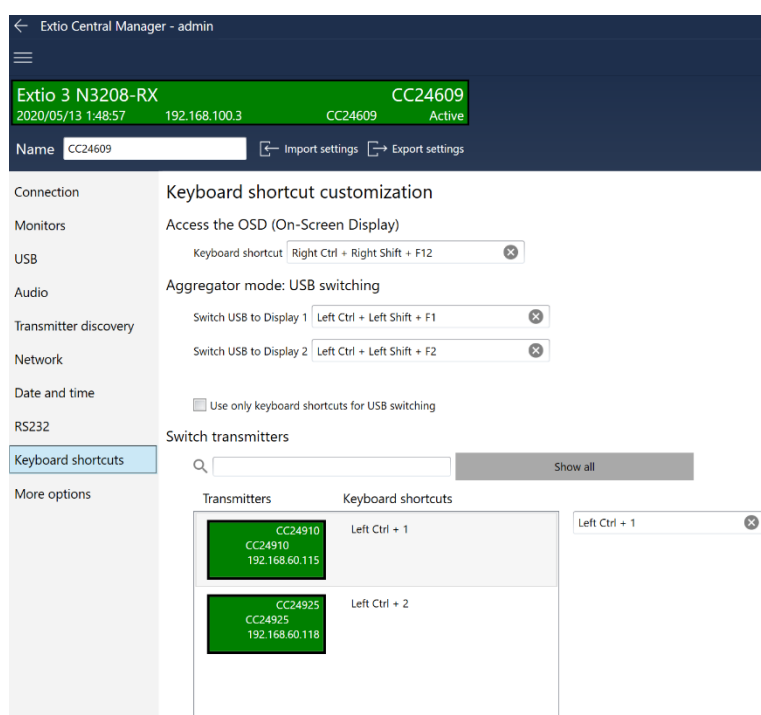 Extio Central Manager - admin
Extio 3 N3208-RX CC24609
2020/05/13 1:48:57 192.168.100.3 CC24609 Active
Name CC24609 Import settings Export settings
Connection
Monitors
USB
Audio
Transmitter discovery
Network
Date and time
RS232
Keyboard shortcuts
More options
Keyboard shortcut customization
Access the OSD (On-Screen Display)
Keyboard shortcut Right Ctrl + Right Shift + F12
Aggregator mode: USB switching
Switch USB to Display 1 Left Ctrl + Left Shift + F1
Switch USB to Display 2 Left Ctrl + Left Shift + F2
Use only keyboard shortcuts for USB switching
Switch transmitters
Show all
Transmitters Keyboard shortcuts
CC24910 Left Ctrl + 1 Left Ctrl + 1
CC24910
192.168.60.115
CC24925 Left Ctrl + 2
CC24925
192.168.60.118